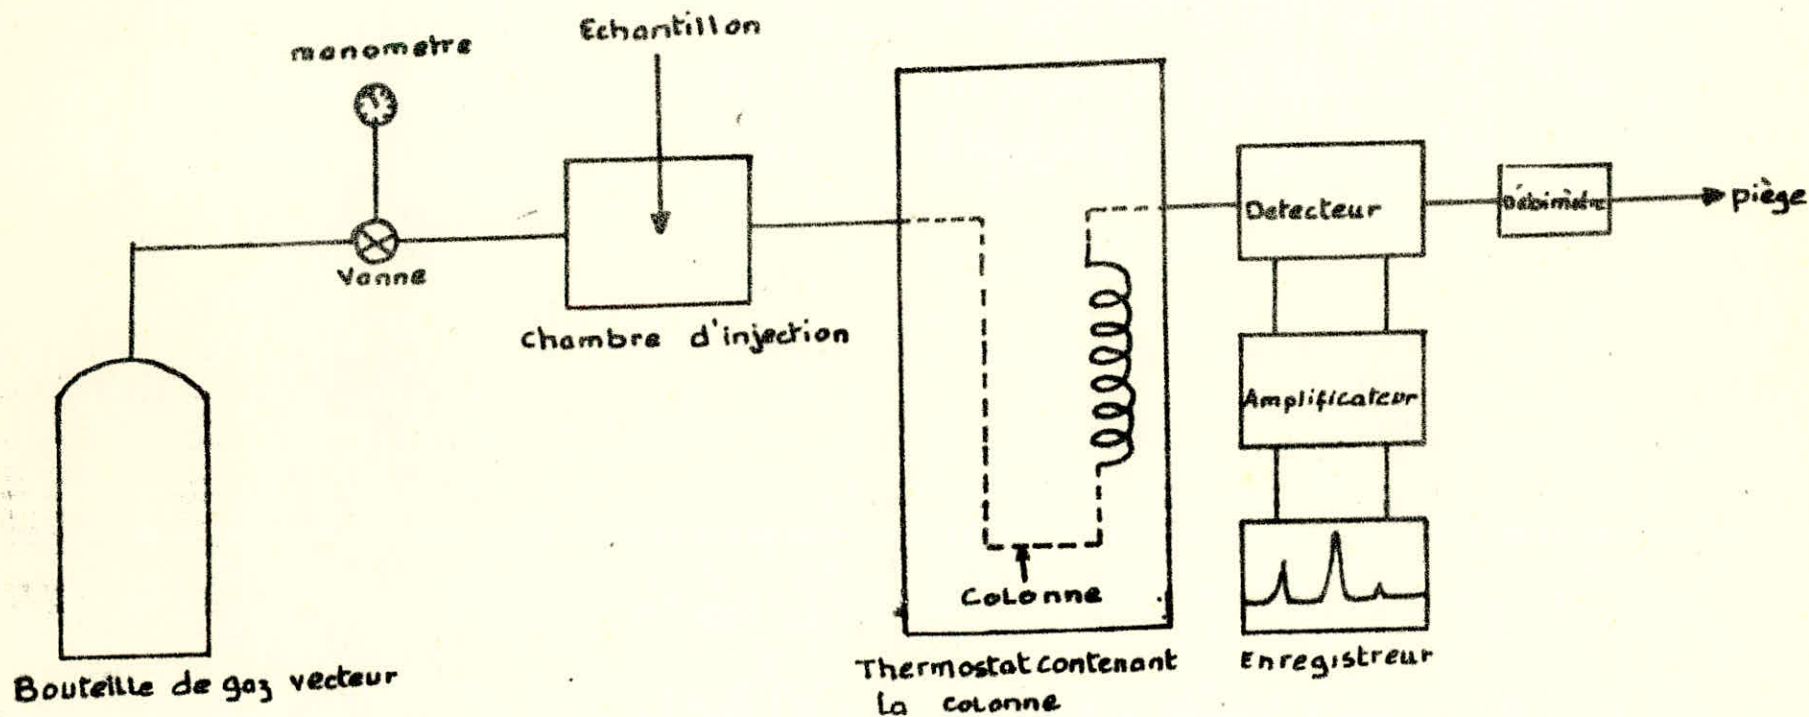 manometre
Echantillon
Vanne
chambre d'injection
Detecteur
Débimètre
piège
Amplificateur
Colonne
Bouteille de gaz vecteur
Thermostat contenant
la colonne
Enregistreur